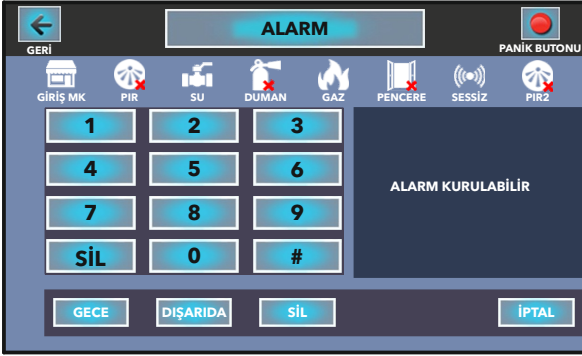 ALARM
GERİ
PANİK BUTONU
GİRİŞ MK PIR SU DUMAN GAZ PENCERE SESSİZ PIR2
1 2 3
4 5 6
ALARM KURULABİLİR
7 8 9
SİL 0 #
GECE DIŞARIDA SİL İPTAL